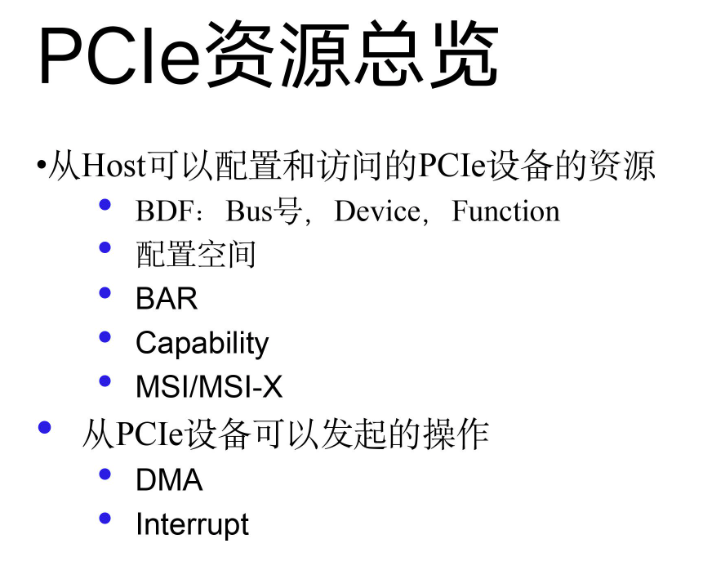 PCIe资源总览
•从Host可以配置和访问的PCIe设备的资源
• BDF：Bus号，Device，Function
• 配置空间
• BAR
• Capability
• MSI/MSI-X
• 从PCIe设备可以发起的操作
• DMA
• Interrupt